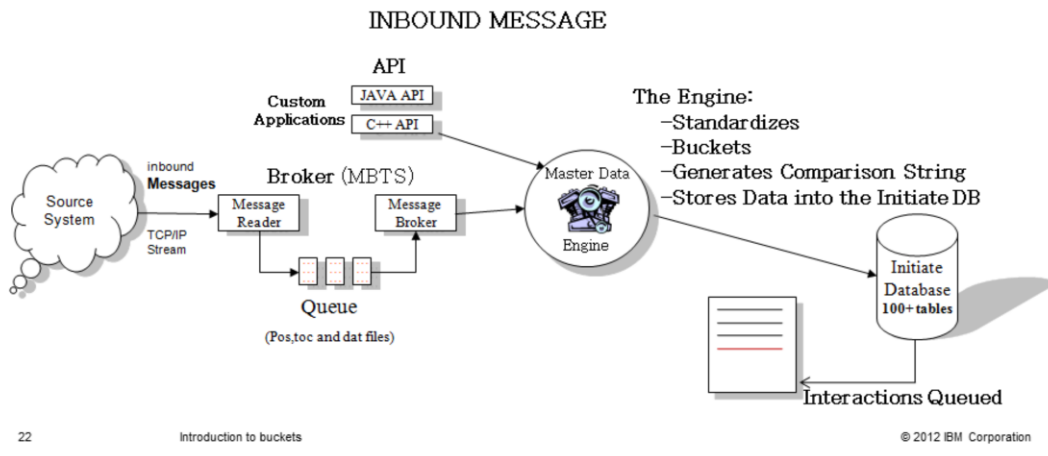 INBOUND MESSAGE
API
JAVA API
Custom
Applications
C++ API
The Engine:
-Standardizes
-Buckets
-Generates Comparison String
-Stores Data into the Initiate DB
inbound
Messages
Source
System
TCP/IP
Stream
Broker (MBTS)
Message
Reader
Message
Broker
Master Data
Engine
Queue
(Pos,toc and dat files)
Initiate
Database
100+ tables
Interactions Queued
22
Introduction to buckets
© 2012 IBM Corporation